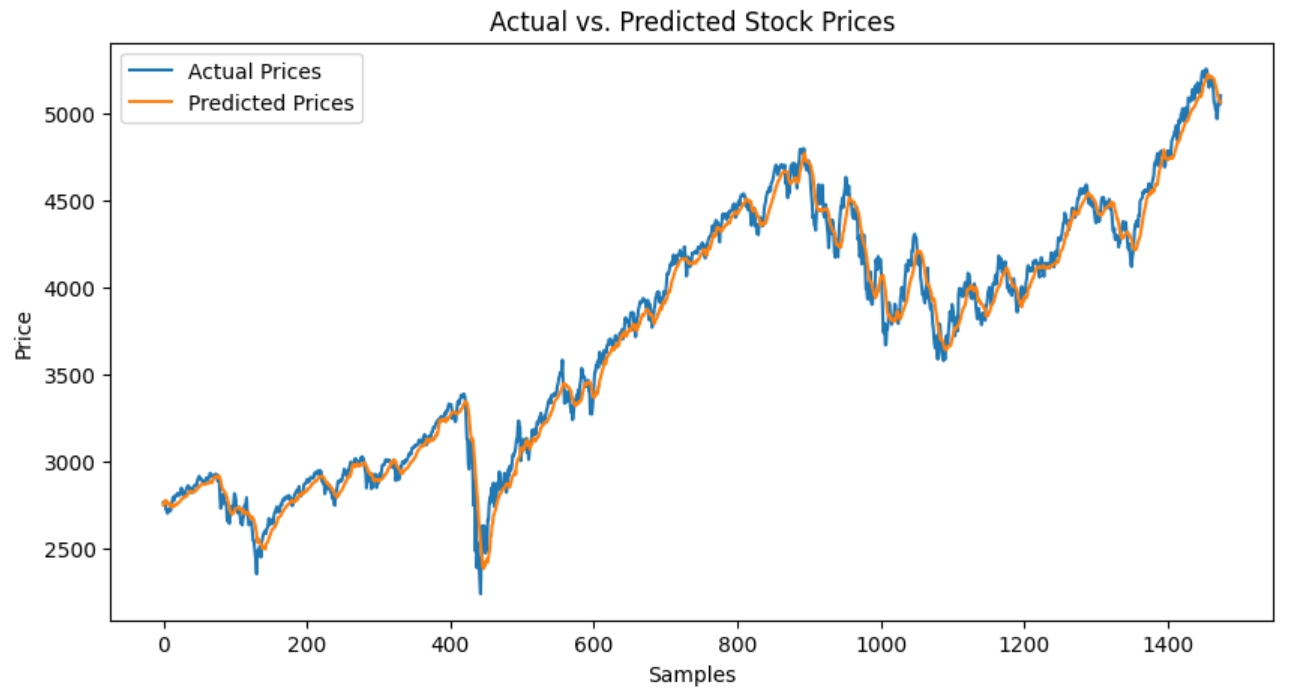 Actual vs. Predicted Stock Prices
Actual Prices
Predicted Prices
5000
4500
4000
3500
3000
2500
Price
0 200 400 600 800 1000 1200 1400
Samples